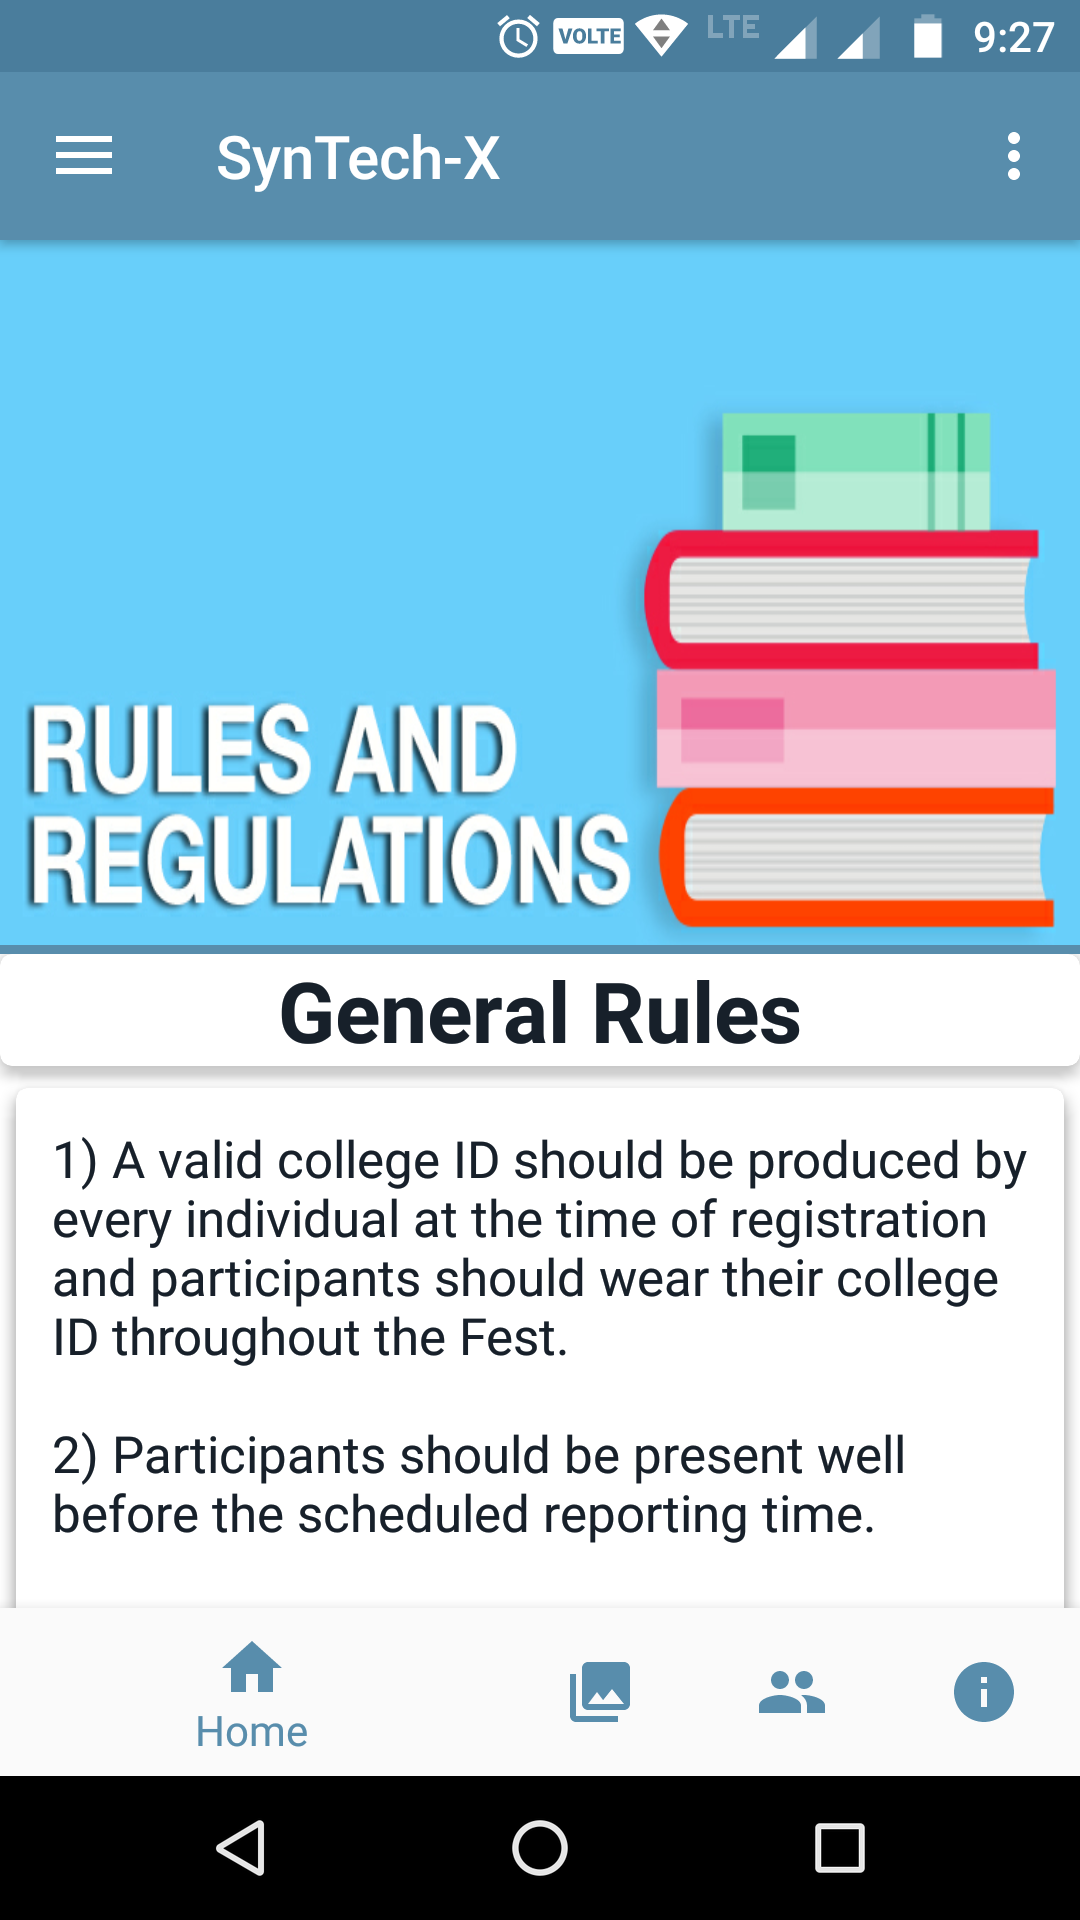 VOLTE LTE 9:27
SynTech-X
RULES AND
REGULATIONS
General Rules
1) A valid college ID should be produced by
every individual at the time of registration
and participants should wear their college
ID throughout the Fest.
2) Participants should be present well
before the scheduled reporting time.
Home